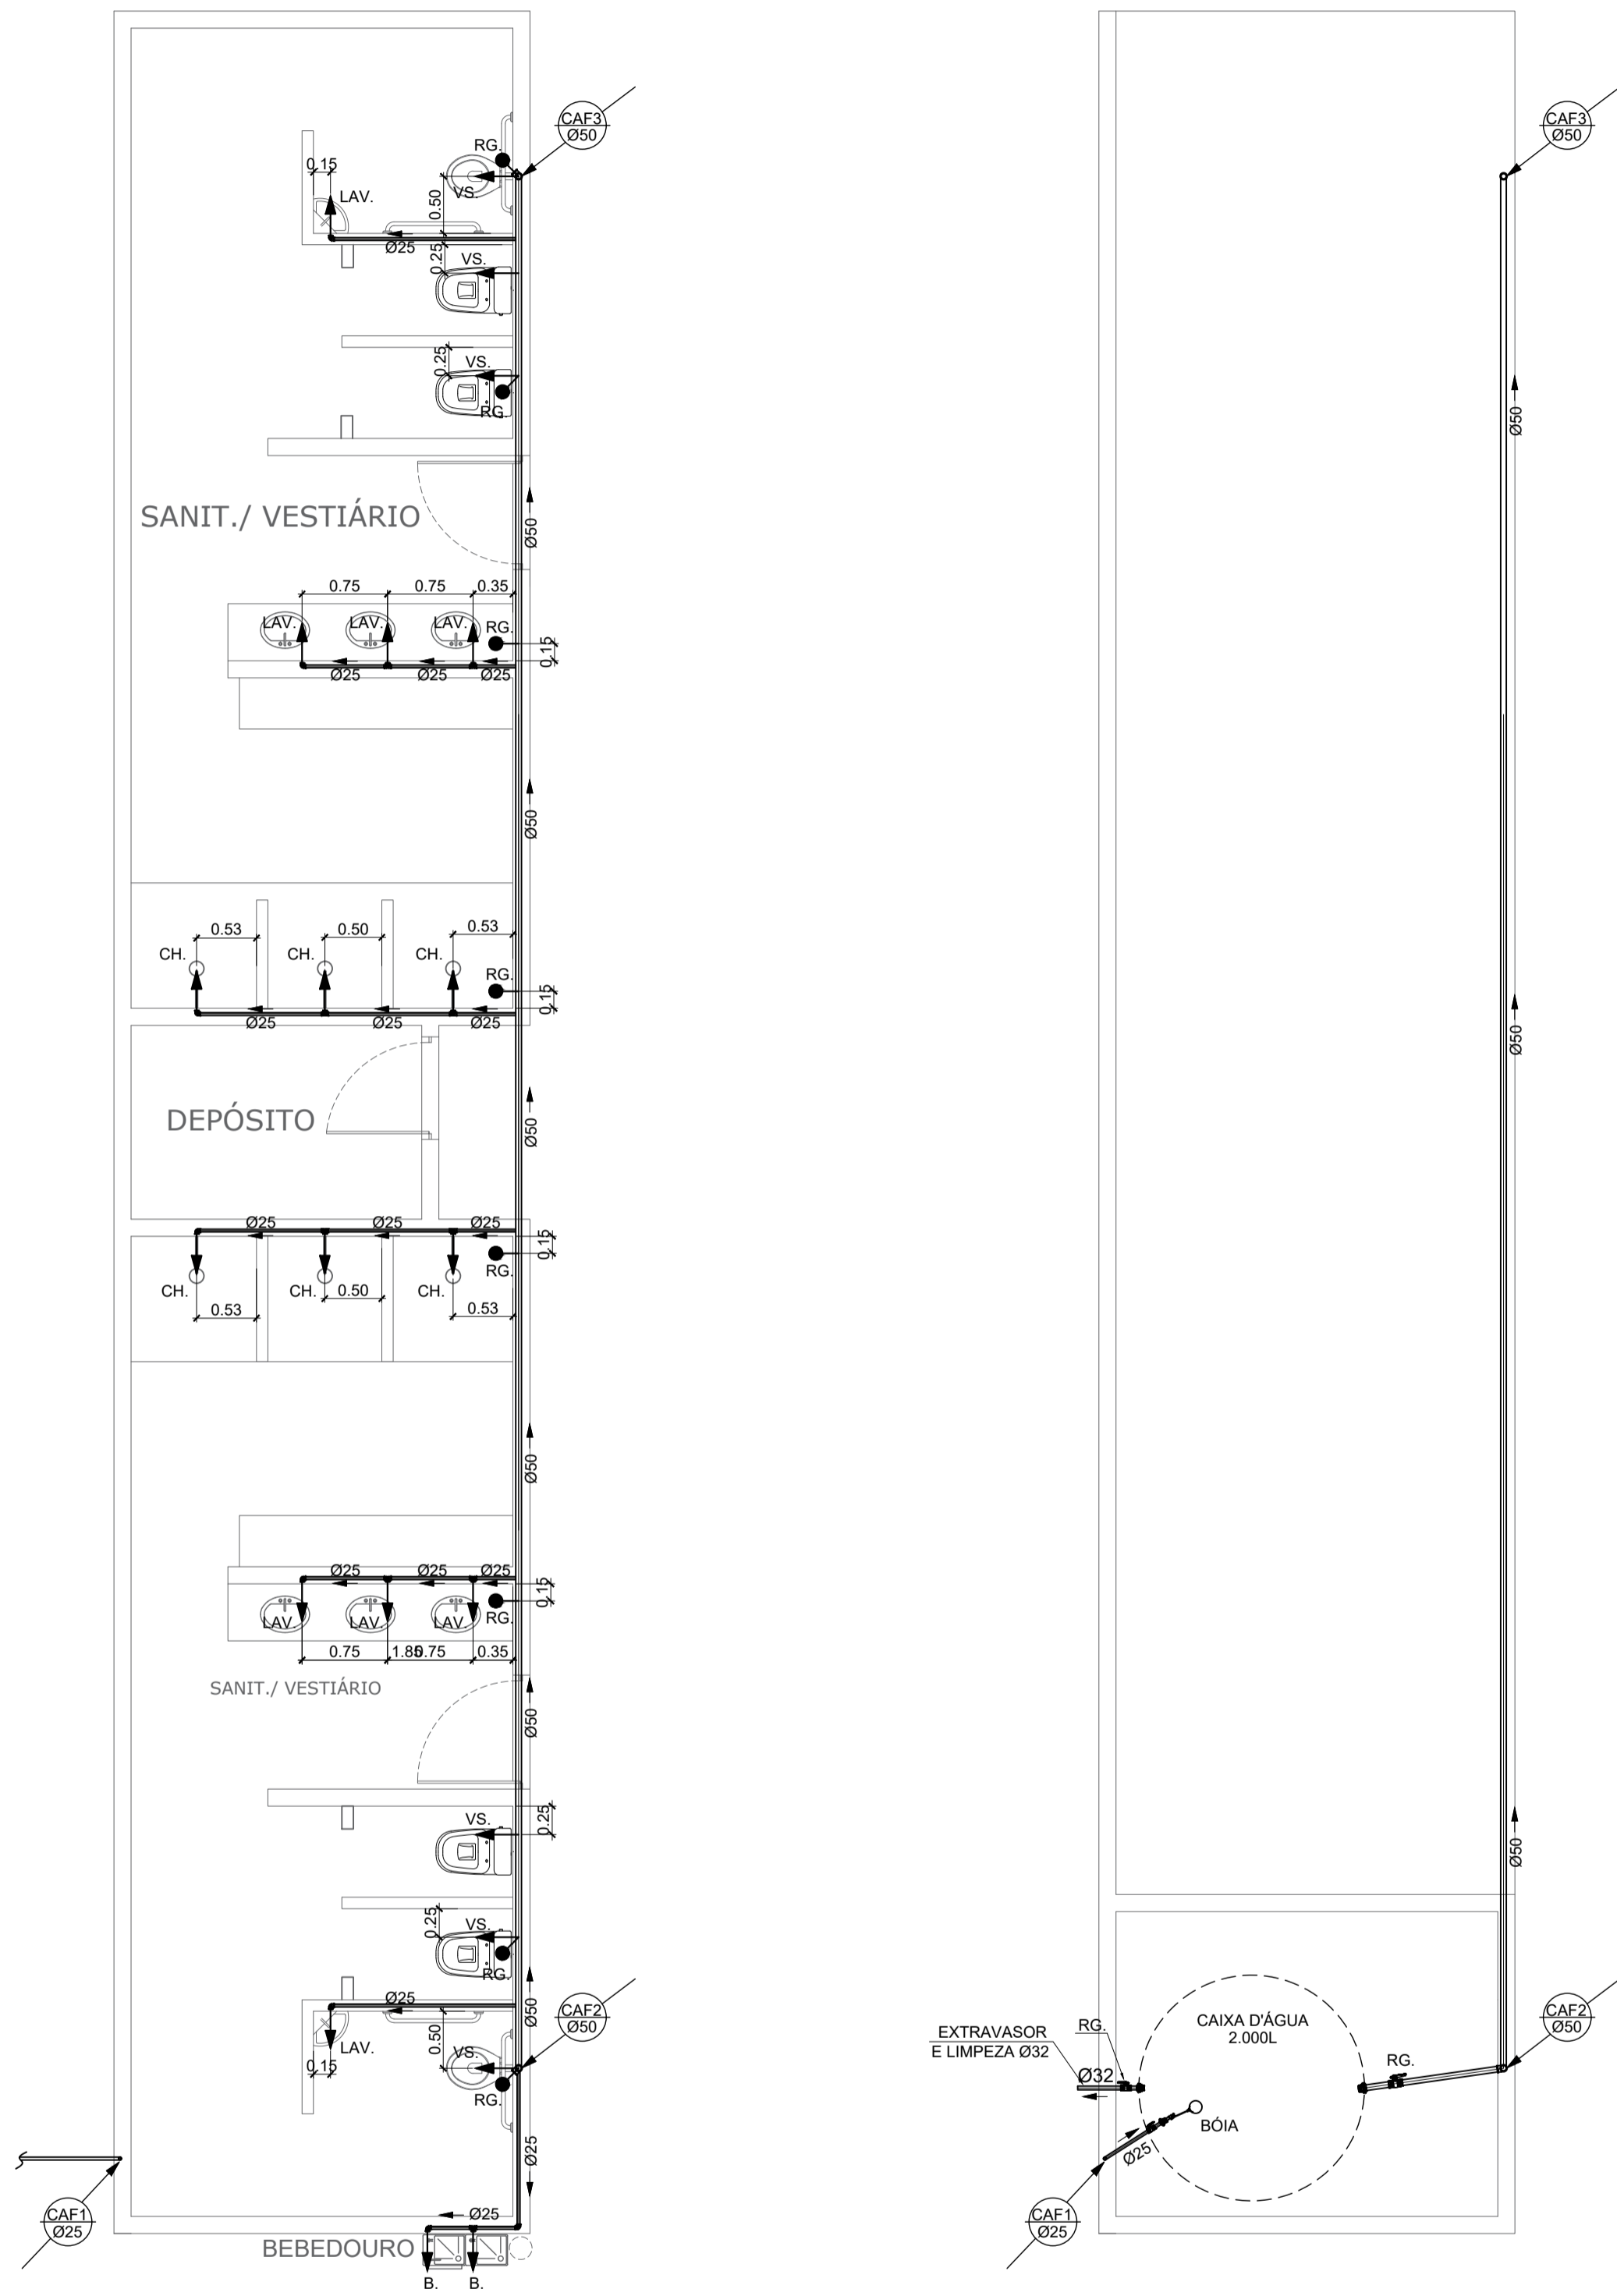 CAF3
Ø50
RG.
0.15
LAV.
VS.
0.50
Ø25
0.25
VS.
0.25
VS.
RG.
SANIT./ VESTIÁRIO
Ø50
0.75
0.75
0.35
LAV.
LAV.
LAV.
RG.
0.15
Ø25
Ø25
Ø25
Ø50
0.53
0.50
0.53
CH.
CH.
CH.
RG.
0.15
Ø25
Ø25
Ø25
DEPÓSITO
Ø50
Ø25
Ø25
Ø25
0.15
RG.
CH.
CH.
CH.
0.53
0.50
0.53
Ø50
Ø25
Ø25
Ø25
0.15
LAV.
LAV.
LAV.
RG.
0.75
1.85
0.75
0.35
SANIT./ VESTIÁRIO
Ø50
VS.
0.25
0.25
VS.
RG.
Ø25
Ø50
CAF2
Ø50
0.50
LAV.
VS.
0.15
RG.
Ø25
CAF1
Ø25
Ø25
BEBEDOURO
B.
B.
CAF3
Ø50
Ø50
Ø50
Ø50
CAF2
Ø50
CAIXA D'ÁGUA
2.000L
EXTRAVASOR
E LIMPEZA Ø32
RG.
Ø32
RG.
BÓIA
Ø25
CAF1
Ø25